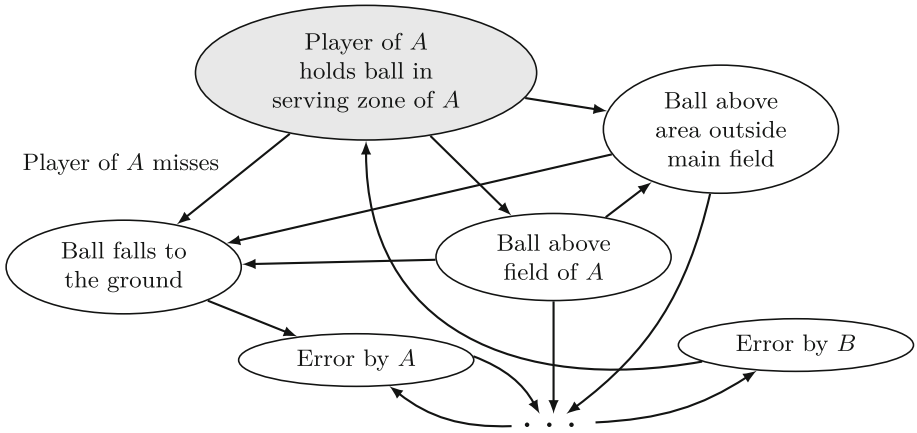 Player of A
holds ball in
serving zone of A
Ball above
area outside
main field
Player of A misses
Ball falls to
the ground
Ball above
field of A
Error by A
Error by B
. . .